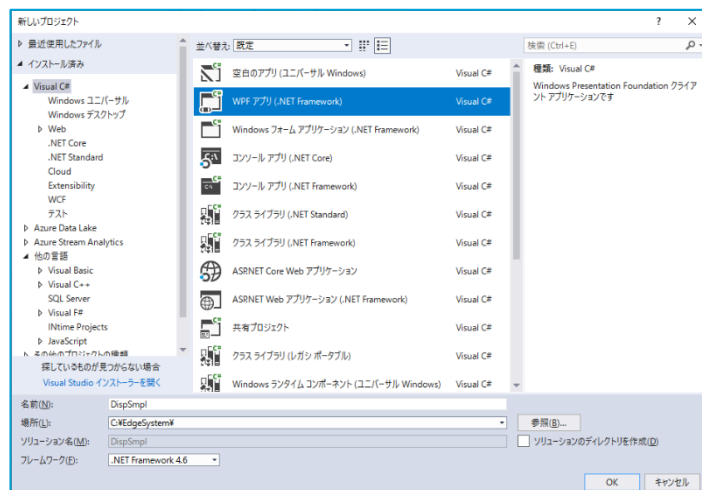 新しいプロジェクト
最近使用したファイル
インストール済み
Visual C#
Windows ユニバーサル
Windows デスクトップ
Web
.NET Core
.NET Standard
Cloud
Extensibility
WCF
テスト
Azure Data Lake
Azure Stream Analytics
他の言語
Visual Basic
Visual C++
SQL Server
Visual F#
INtime Projects
JavaScript
その他のプロジェクトの種類
探しているものが見つからない場合
Visual Studio インストーラーを開く
並べ替え: 既定
空白のアプリ (ユニバーサル Windows) Visual C#
WPF アプリ (.NET Framework) Visual C#
Windows フォーム アプリケーション (.NET Framework) Visual C#
コンソール アプリ (.NET Core) Visual C#
コンソール アプリ (.NET Framework) Visual C#
クラス ライブラリ (.NET Standard) Visual C#
クラス ライブラリ (.NET Framework) Visual C#
ASP.NET Core Web アプリケーション Visual C#
ASP.NET Web アプリケーション (.NET Framework) Visual C#
共有プロジェクト Visual C#
クラス ライブラリ (レガシ ポータブル) Visual C#
Windows ランタイム コンポーネント (ユニバーサル Windows) Visual C#
検索 (Ctrl+E)
種類: Visual C#
Windows Presentation Foundation クライア
ント アプリケーションです
名前(N): DispSmpl
場所(L): C:¥EdgeSystem¥ 参照(B)...
ソリューション名(M): DispSmpl ソリューションのディレクトリを作成(D)
フレームワーク(F): .NET Framework 4.6
OK キャンセル